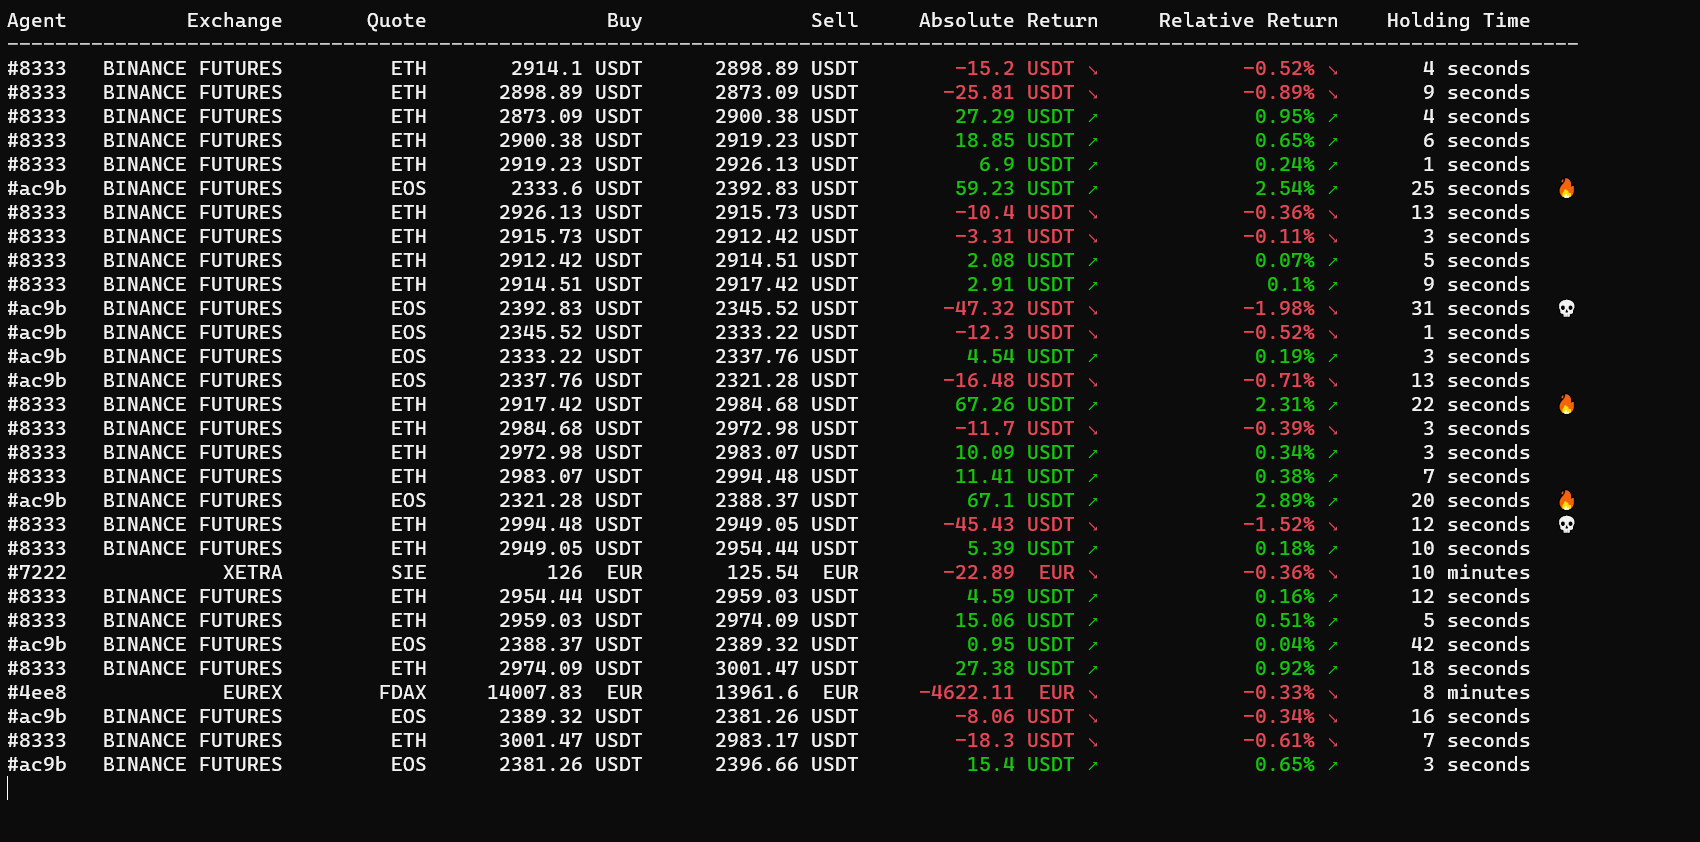 Agent Exchange Quote Buy Sell Absolute Return Relative Return Holding Time
#8333 BINANCE FUTURES ETH 2914.1 USDT 2898.89 USDT -15.2 USDT ↘ -0.52% ↘ 4 seconds
#8333 BINANCE FUTURES ETH 2898.89 USDT 2873.09 USDT -25.81 USDT ↘ -0.89% ↘ 9 seconds
#8333 BINANCE FUTURES ETH 2873.09 USDT 2900.38 USDT 27.29 USDT ↗ 0.95% ↗ 4 seconds
#8333 BINANCE FUTURES ETH 2900.38 USDT 2919.23 USDT 18.85 USDT ↗ 0.65% ↗ 6 seconds
#8333 BINANCE FUTURES ETH 2919.23 USDT 2926.13 USDT 6.9 USDT ↗ 0.24% ↗ 1 seconds
#ac9b BINANCE FUTURES EOS 2333.6 USDT 2392.83 USDT 59.23 USDT ↗ 2.54% ↗ 25 seconds 🔥
#8333 BINANCE FUTURES ETH 2926.13 USDT 2915.73 USDT -10.4 USDT ↘ -0.36% ↘ 13 seconds
#8333 BINANCE FUTURES ETH 2915.73 USDT 2912.42 USDT -3.31 USDT ↘ -0.11% ↘ 3 seconds
#8333 BINANCE FUTURES ETH 2912.42 USDT 2914.51 USDT 2.08 USDT ↗ 0.07% ↗ 5 seconds
#8333 BINANCE FUTURES ETH 2914.51 USDT 2917.42 USDT 2.91 USDT ↗ 0.1% ↗ 9 seconds
#ac9b BINANCE FUTURES EOS 2392.83 USDT 2345.52 USDT -47.32 USDT ↘ -1.98% ↘ 31 seconds 💀
#ac9b BINANCE FUTURES EOS 2345.52 USDT 2333.22 USDT -12.3 USDT ↘ -0.52% ↘ 1 seconds
#ac9b BINANCE FUTURES EOS 2333.22 USDT 2337.76 USDT 4.54 USDT ↗ 0.19% ↗ 3 seconds
#ac9b BINANCE FUTURES EOS 2337.76 USDT 2321.28 USDT -16.48 USDT ↘ -0.71% ↘ 13 seconds
#8333 BINANCE FUTURES ETH 2917.42 USDT 2984.68 USDT 67.26 USDT ↗ 2.31% ↗ 22 seconds 🔥
#8333 BINANCE FUTURES ETH 2984.68 USDT 2972.98 USDT -11.7 USDT ↘ -0.39% ↘ 3 seconds
#8333 BINANCE FUTURES ETH 2972.98 USDT 2983.07 USDT 10.09 USDT ↗ 0.34% ↗ 3 seconds
#8333 BINANCE FUTURES ETH 2983.07 USDT 2994.48 USDT 11.41 USDT ↗ 0.38% ↗ 7 seconds
#ac9b BINANCE FUTURES EOS 2321.28 USDT 2388.37 USDT 67.1 USDT ↗ 2.89% ↗ 20 seconds 🔥
#8333 BINANCE FUTURES ETH 2994.48 USDT 2949.05 USDT -45.43 USDT ↘ -1.52% ↘ 12 seconds 💀
#8333 BINANCE FUTURES ETH 2949.05 USDT 2954.44 USDT 5.39 USDT ↗ 0.18% ↗ 10 seconds
#7222 XETRA SIE 126 EUR 125.54 EUR -22.89 EUR ↘ -0.36% ↘ 10 minutes
#8333 BINANCE FUTURES ETH 2954.44 USDT 2959.03 USDT 4.59 USDT ↗ 0.16% ↗ 12 seconds
#8333 BINANCE FUTURES ETH 2959.03 USDT 2974.09 USDT 15.06 USDT ↗ 0.51% ↗ 5 seconds
#ac9b BINANCE FUTURES EOS 2388.37 USDT 2389.32 USDT 0.95 USDT ↗ 0.04% ↗ 42 seconds
#8333 BINANCE FUTURES ETH 2974.09 USDT 3001.47 USDT 27.38 USDT ↗ 0.92% ↗ 18 seconds
#4ee8 EUREX FDAX 14007.83 EUR 13961.6 EUR -4622.11 EUR ↘ -0.33% ↘ 8 minutes
#ac9b BINANCE FUTURES EOS 2389.32 USDT 2381.26 USDT -8.06 USDT ↘ -0.34% ↘ 16 seconds
#8333 BINANCE FUTURES ETH 3001.47 USDT 2983.17 USDT -18.3 USDT ↘ -0.61% ↘ 7 seconds
#ac9b BINANCE FUTURES EOS 2381.26 USDT 2396.66 USDT 15.4 USDT ↗ 0.65% ↗ 3 seconds